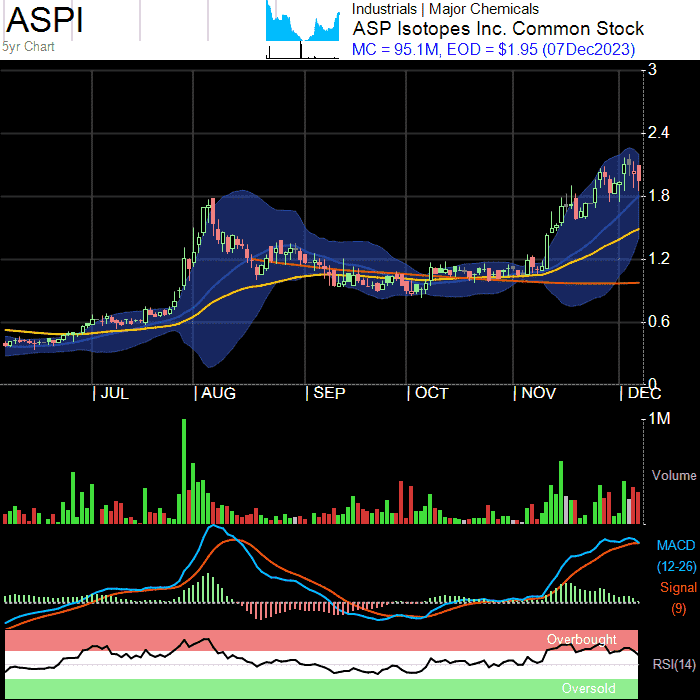 ASPI
5yr Chart
Industrials | Major Chemicals
ASP Isotopes Inc. Common Stock
MC = 95.1M, EOD = $1.95 (07Dec2023)
3
2.4
1.8
1.2
0.6
0
| JUL | AUG | SEP | OCT | NOV | DEC
1M
Volume
MACD
(12-26)
Signal
(9)
Overbought
RSI(14)
Oversold